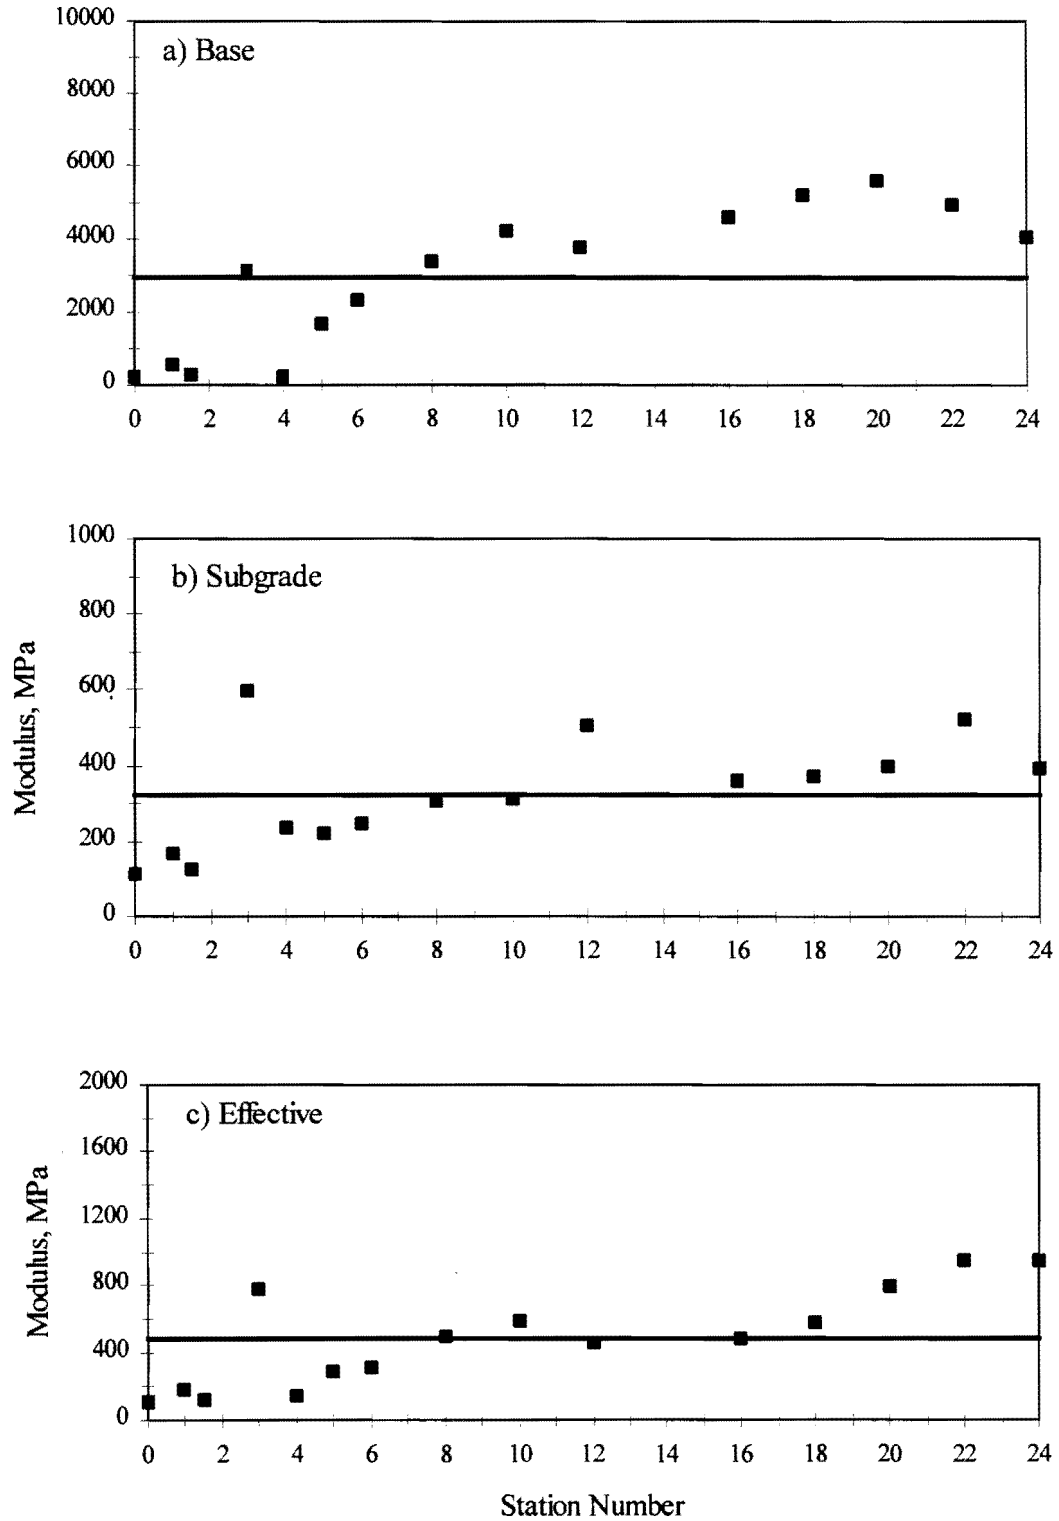 a) Base
10000
8000
6000
4000
2000
0
0 2 4 6 8 10 12 14 16 18 20 22 24
b) Subgrade
Modulus, MPa
1000
800
600
400
200
0
0 2 4 6 8 10 12 14 16 18 20 22 24
c) Effective
Modulus, MPa
2000
1600
1200
800
400
0
0 2 4 6 8 10 12 14 16 18 20 22 24
Station Number